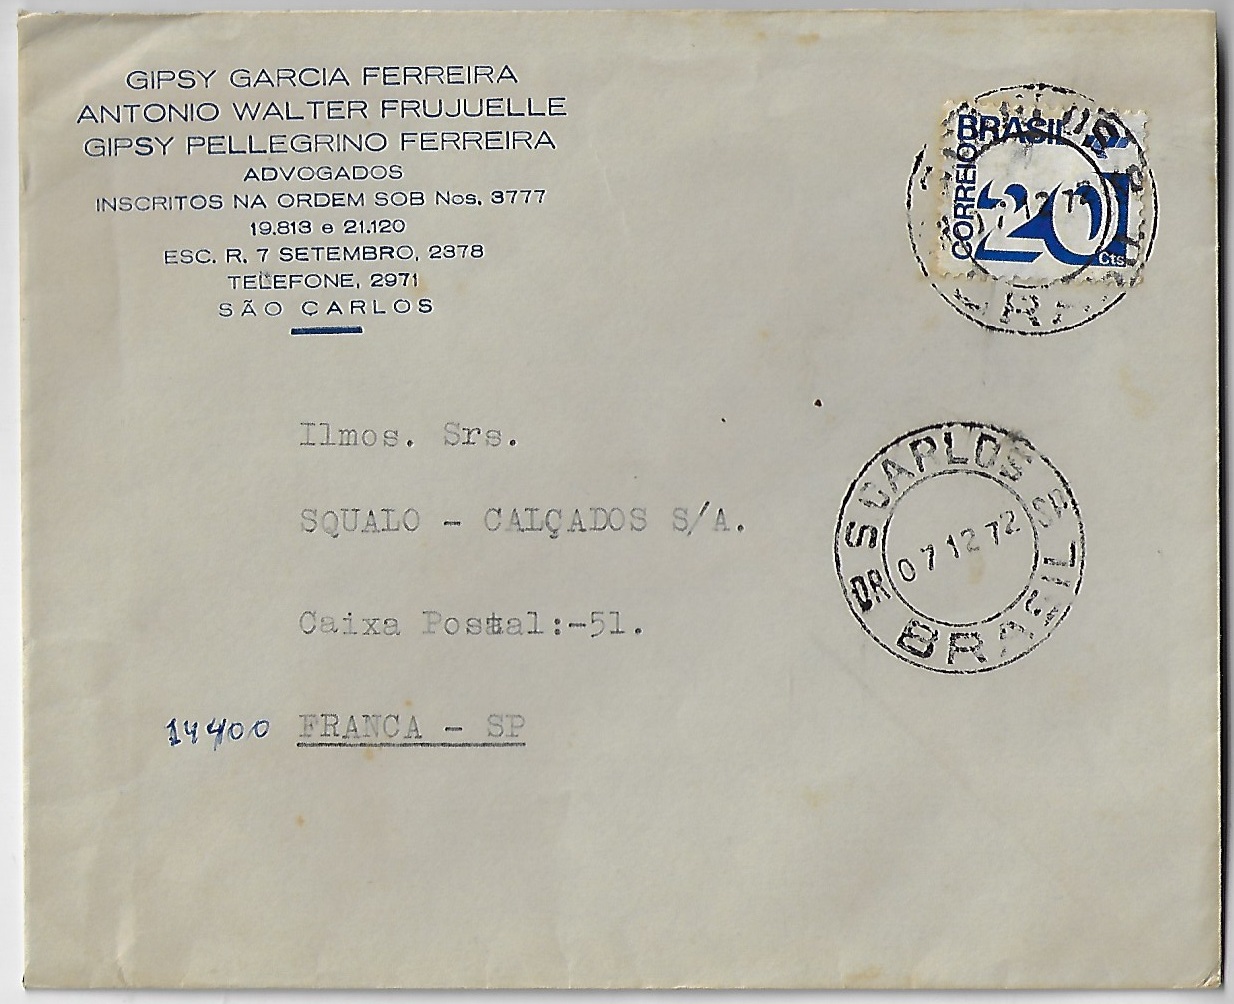 GIPSY GARCIA FERREIRA
ANTONIO WALTER FRUJUELLE
GIPSY PELLEGRINO FERREIRA
ADVOGADOS
INSCRITOS NA ORDEM SOB Nos. 3777
19.813 e 21.120
ESC. R. 7 SETEMBRO, 2378
TELEFONE, 2971
SÃO CARLOS
BRASIL
CORREIO
20
Cts
12 72
Ilmos. Srs.
SQUALO - CALÇADOS S/A.
Caixa Postal:-51.
14400 FRANCA - SP
DR S CARLOS SP
07 12 72
BRASIL